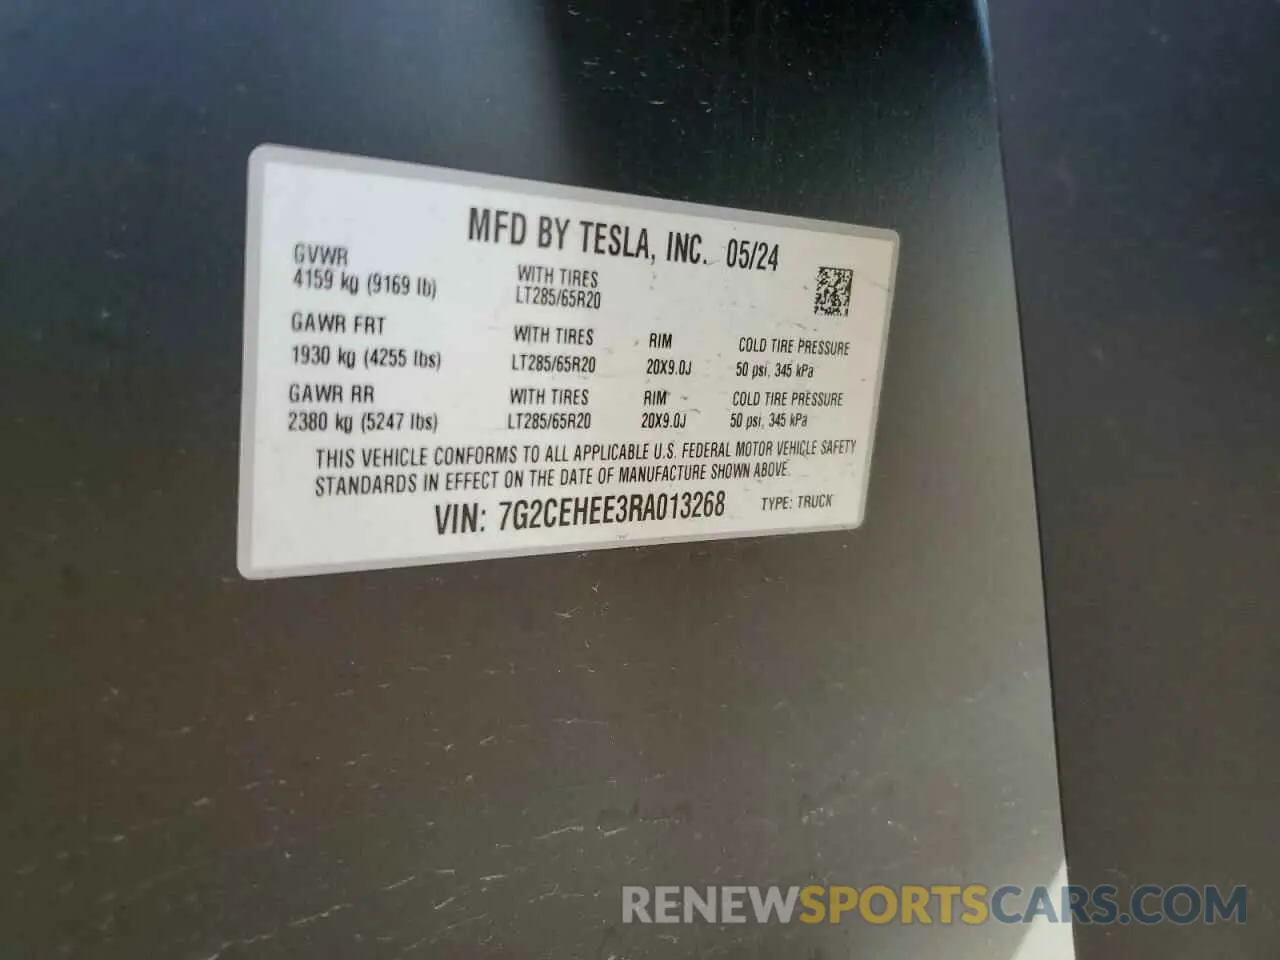 MFD BY TESLA, INC. 05/24
GVWR
4159 kg (9169 lb)
WITH TIRES
LT285/65R20
GAWR FRT
1930 kg (4255 lbs)
WITH TIRES
LT285/65R20
RIM
20X9.0J
COLD TIRE PRESSURE
50 psi, 345 kPa
GAWR RR
2380 kg (5247 lbs)
WITH TIRES
LT285/65R20
RIM
20X9.0J
COLD TIRE PRESSURE
50 psi, 345 kPa
THIS VEHICLE CONFORMS TO ALL APPLICABLE U.S. FEDERAL MOTOR VEHICLE SAFETY
STANDARDS IN EFFECT ON THE DATE OF MANUFACTURE SHOWN ABOVE.
VIN: 7G2CEHEE3RA013268 TYPE: TRUCK
RENEWSPORTSCARS.COM